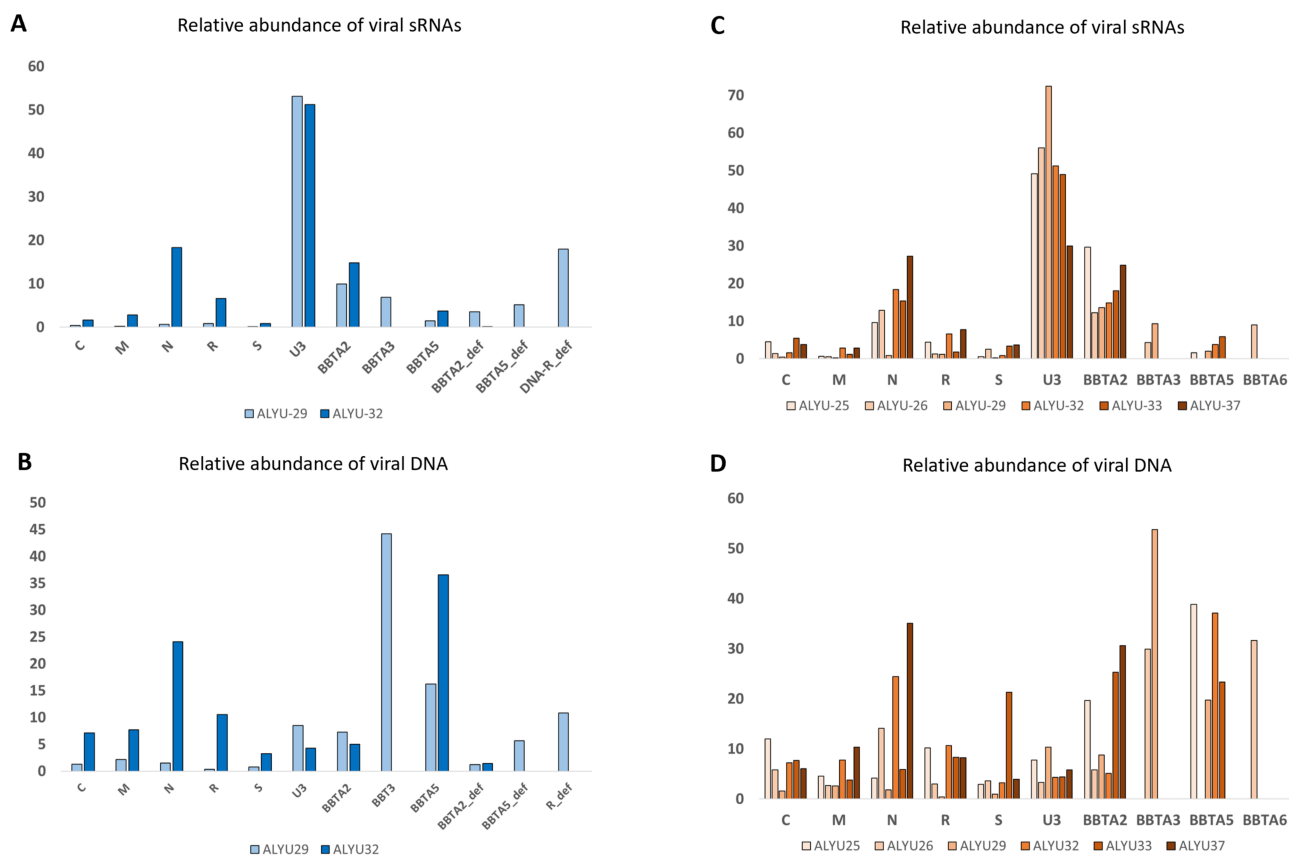 A
Relative abundance of viral sRNAs
60
50
40
30
20
10
0
C M N R S U3 BBTA2 BBTA3 BBTA5 BBTA2_def BBTA5_def DNA-R_def
ALYU-29 ALYU-32
B
Relative abundance of viral DNA
50
45
40
35
30
25
20
15
10
5
0
C M N R S U3 BBTA2 BBT3 BBTA5 BBTA2_def BBTA5_def R_def
ALYU29 ALYU32
C
Relative abundance of viral sRNAs
70
60
50
40
30
20
10
0
C M N R S U3 BBTA2 BBTA3 BBTA5 BBTA6
ALYU-25 ALYU-26 ALYU-29 ALYU-32 ALYU-33 ALYU-37
D
Relative abundance of viral DNA
60
50
40
30
20
10
0
C M N R S U3 BBTA2 BBTA3 BBTA5 BBTA6
ALYU25 ALYU26 ALYU29 ALYU32 ALYU33 ALYU37